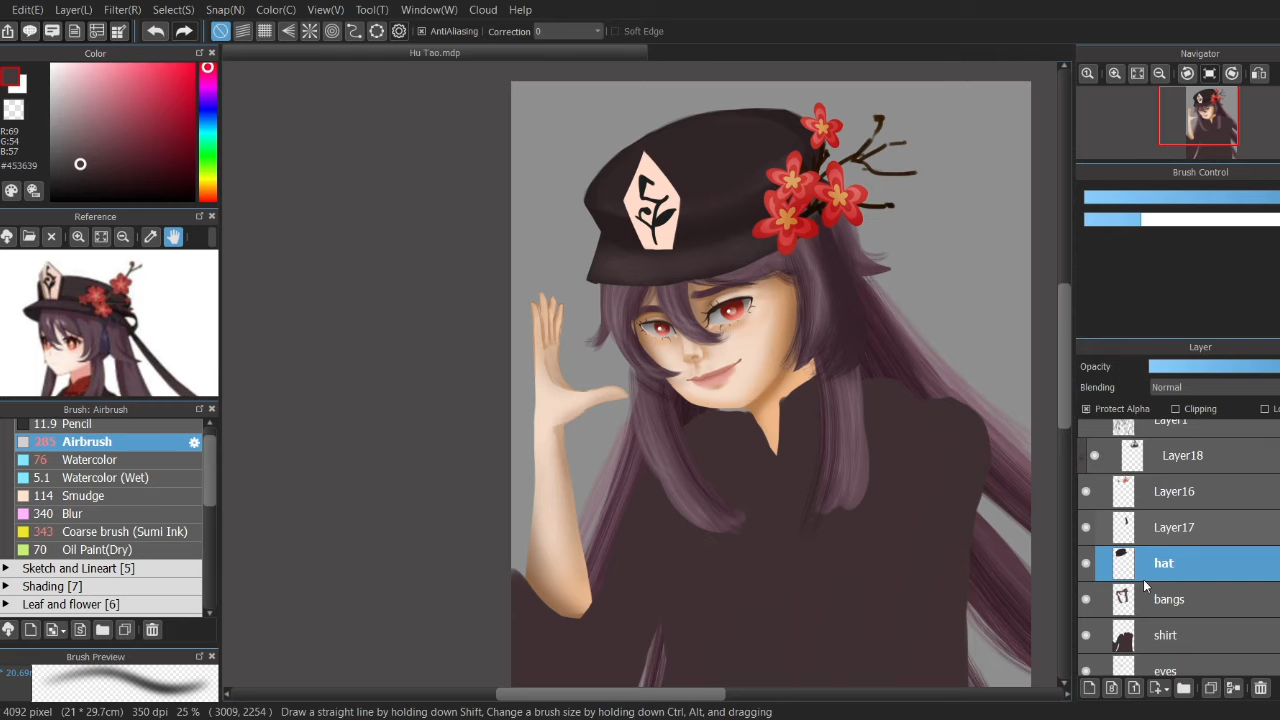 Edit(E) Layer(L) Filter(R) Select(S) Snap(N) Color(C) View(V) Tool(T) Window(W) Cloud Help
AntiAliasing Correction 0 Soft Edge
Color Hu Tao.mdp Navigator
R:69
G:54
B:57
#453639
Brush Control
Reference
Layer
Opacity
Blending Normal
Protect Alpha Clipping
Brush: Airbrush
11.9 Pencil
285 Airbrush
76 Watercolor
5.1 Watercolor (Wet)
114 Smudge
340 Blur
343 Coarse brush (Sumi Ink)
70 Oil Paint(Dry)
Sketch and Lineart [5]
Shading [7]
Leaf and flower [6]
Layer1
Layer18
Layer16
Layer17
hat
bangs
shirt
eyes
Brush Preview
* 20.69
4092 pixel (21 * 29.7cm) 350 dpi 25 % ( 3009, 2254 ) Draw a straight line by holding down Shift, Change a brush size by holding down Ctrl, Alt, and dragging